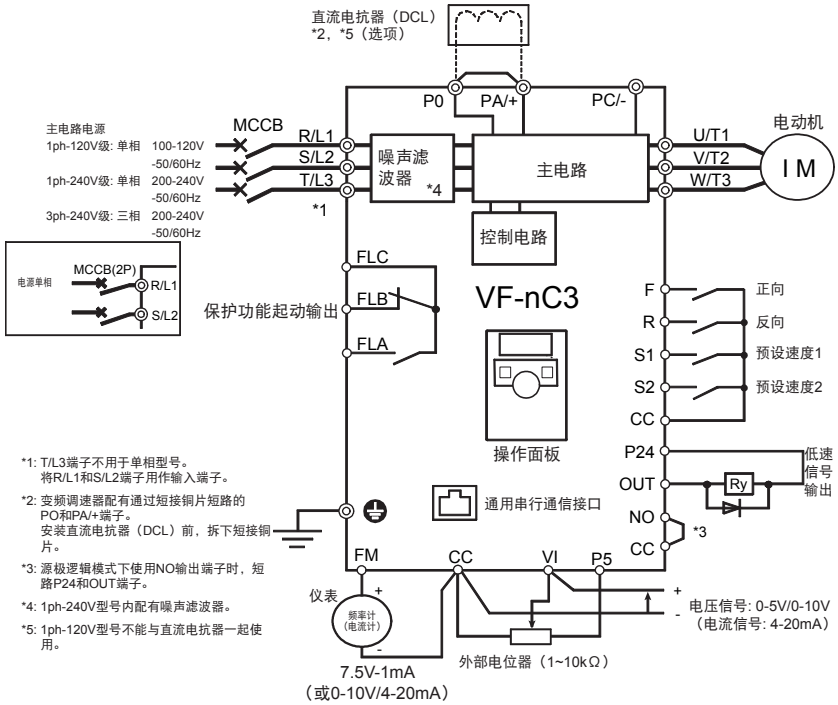 直流电抗器（DCL）
*2，*5（选项）
P0
PA/+
PC/-
主电路电源
MCCB
1ph-120V级: 单相 100-120V
-50/60Hz
1ph-240V级: 单相 200-240V
-50/60Hz
3ph-240V级: 三相 200-240V
-50/60Hz
R/L1
S/L2
T/L3
*1
噪声滤
波器
*4
主电路
控制电路
U/T1
V/T2
W/T3
电动机
I M
电源单相
MCCB(2P)
R/L1
S/L2
保护功能起动输出
FLC
FLB
FLA
VF-nC3
操作面板
通用串行通信接口
F
正向
R
反向
S1
预设速度1
S2
预设速度2
CC
P24
OUT
Ry
低速
信号
输出
NO
CC
*3
*1: T/L3端子不用于单相型号。
将R/L1和S/L2端子用作输入端子。
*2: 变频调速器配有通过短接铜片短路的
PO和PA/+端子。
安装直流电抗器（DCL）前，拆下短接铜
片。
*3: 源极逻辑模式下使用NO输出端子时，短
路P24和OUT端子。
*4: 1ph-240V型号内配有噪声滤波器。
*5: 1ph-120V型号不能与直流电抗器一起使
用。
FM
CC
VI
P5
仪表
+
频率计
（电流计）
-
7.5V-1mA
（或0-10V/4-20mA）
外部电位器（1~10kΩ）
+
-
电压信号: 0-5V/0-10V
（电流信号: 4-20mA）